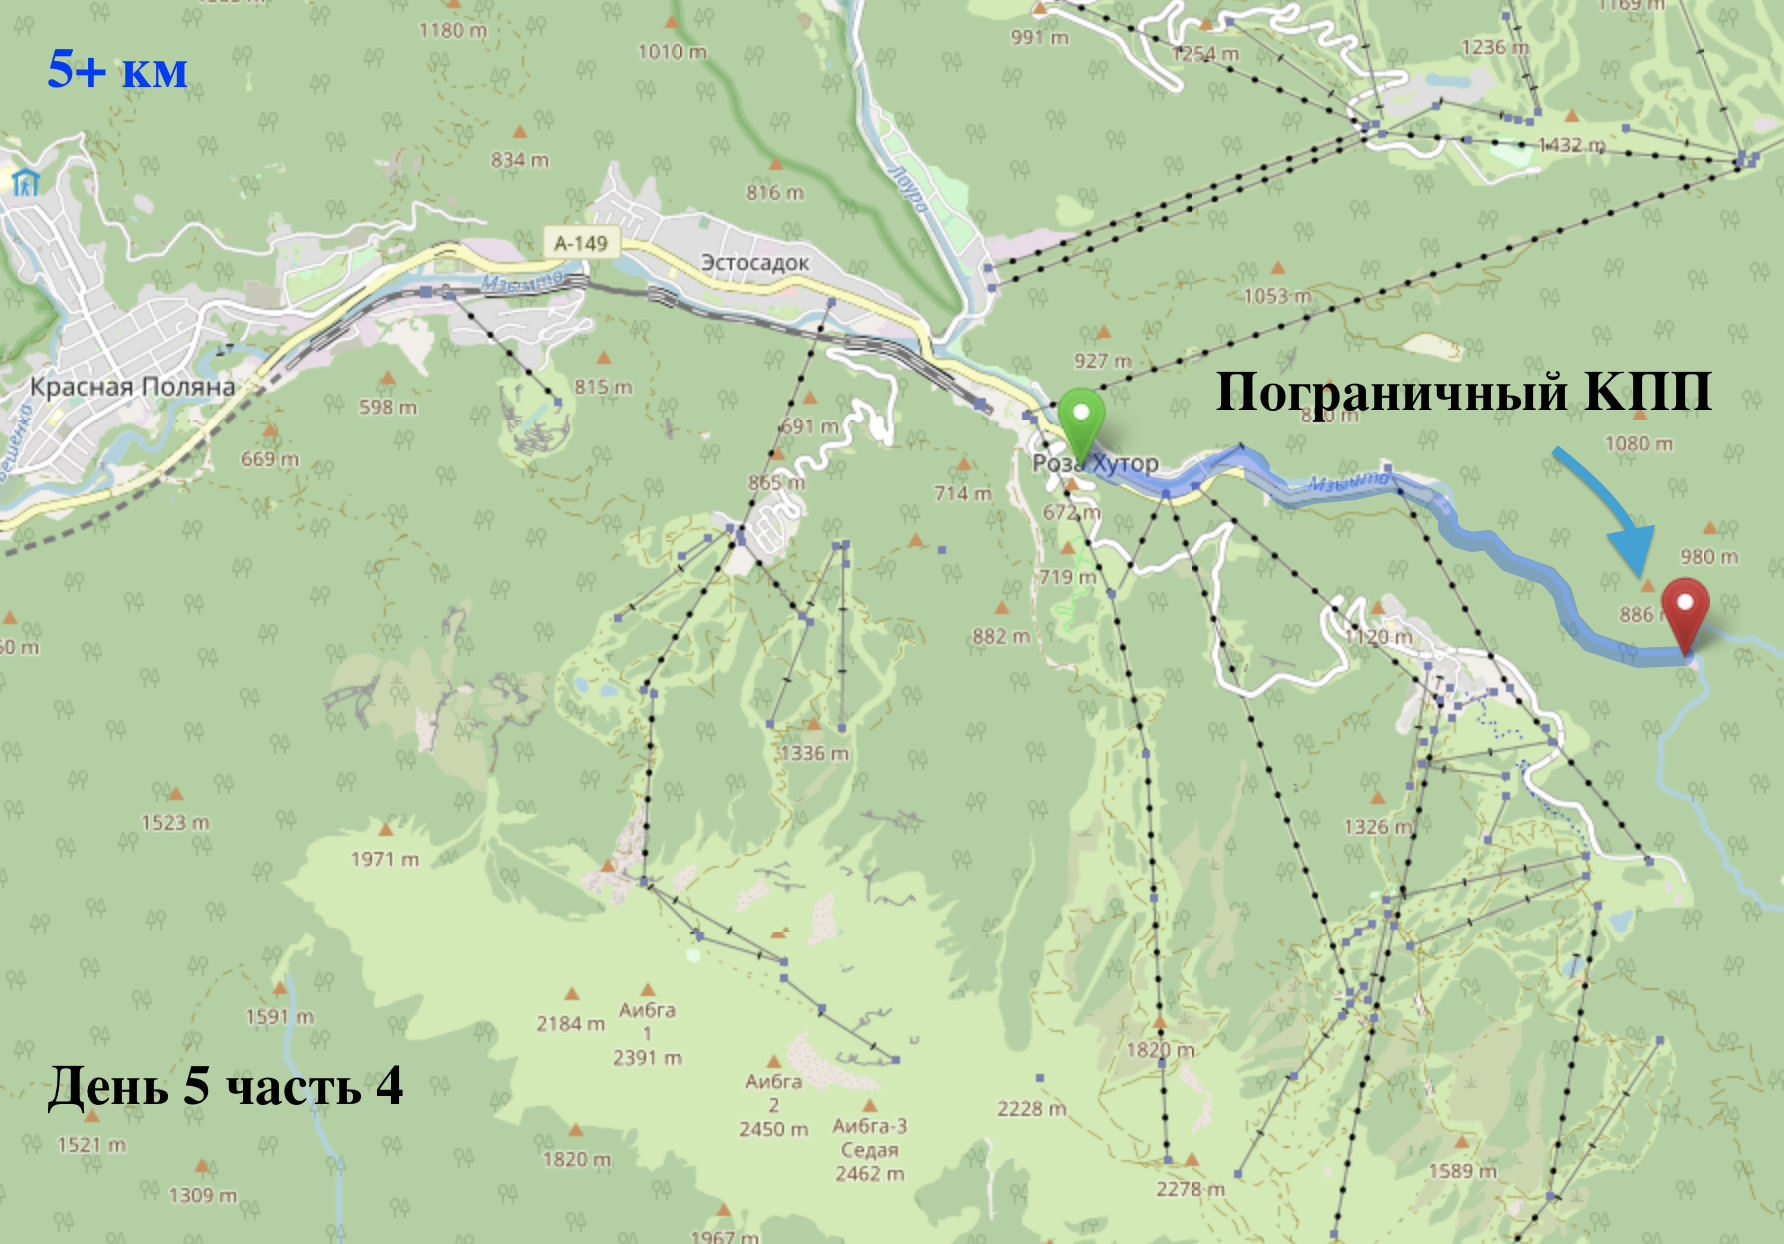 1180 m
1010 m
991 m
1254 m
1236 m
1169 m
5+ км
834 m
816 m
Лаура
1432 m
А-149
Эстосадок
Мзымта
1053 m
927 m
Красная Поляна
598 m
815 m
691 m
Пограничный КПП
1080 m
669 m
865 m
714 m
Роза Хутор
672 m
Мзымта
980 m
719 m
882 m
886 m
1120 m
1336 m
1523 m
1971 m
1326 m
1591 m
2184 m
Аибга
1
2391 m
1820 m
День 5 часть 4
Аибга
2
2450 m
2228 m
Аибга-3
Седая
2462 m
1521 m
1820 m
1309 m
2278 m
1589 m
1967 m